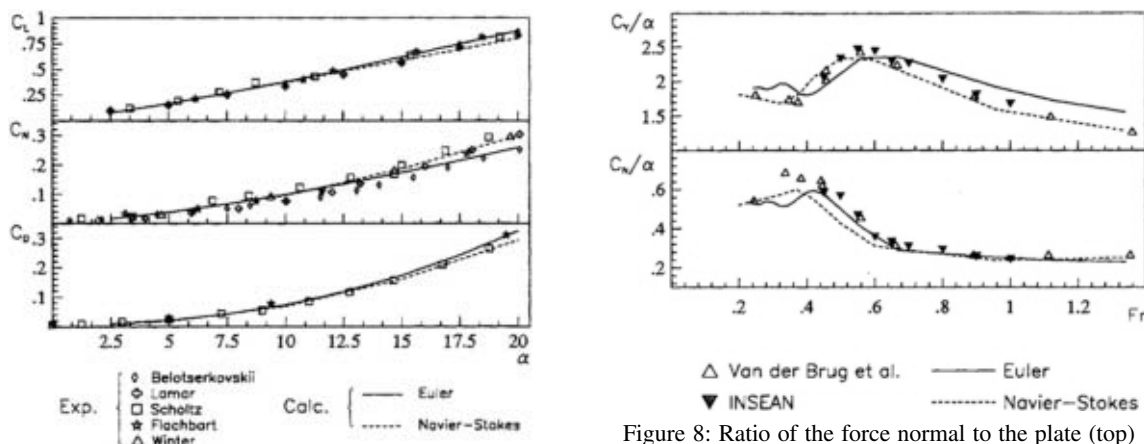 C_L 1
.75
.5
.25
C_N .3
.2
.1
C_D .3
.2
.1
2.5 5 7.5 10 12.5 15 17.5 20
α
Exp.
Belotserkovskii
Lamar
Scholtz
Flachbart
Winter
Calc.
Euler
Navier-Stokes
C_Y/α
2.5
2
1.5
1
C_N/α
.6
.4
.2
.2 .4 .6 .8 1 1.2 Fr
Van der Brug et al.
INSEAN
Euler
Navier-Stokes
Figure 8: Ratio of the force normal to the plate (top)